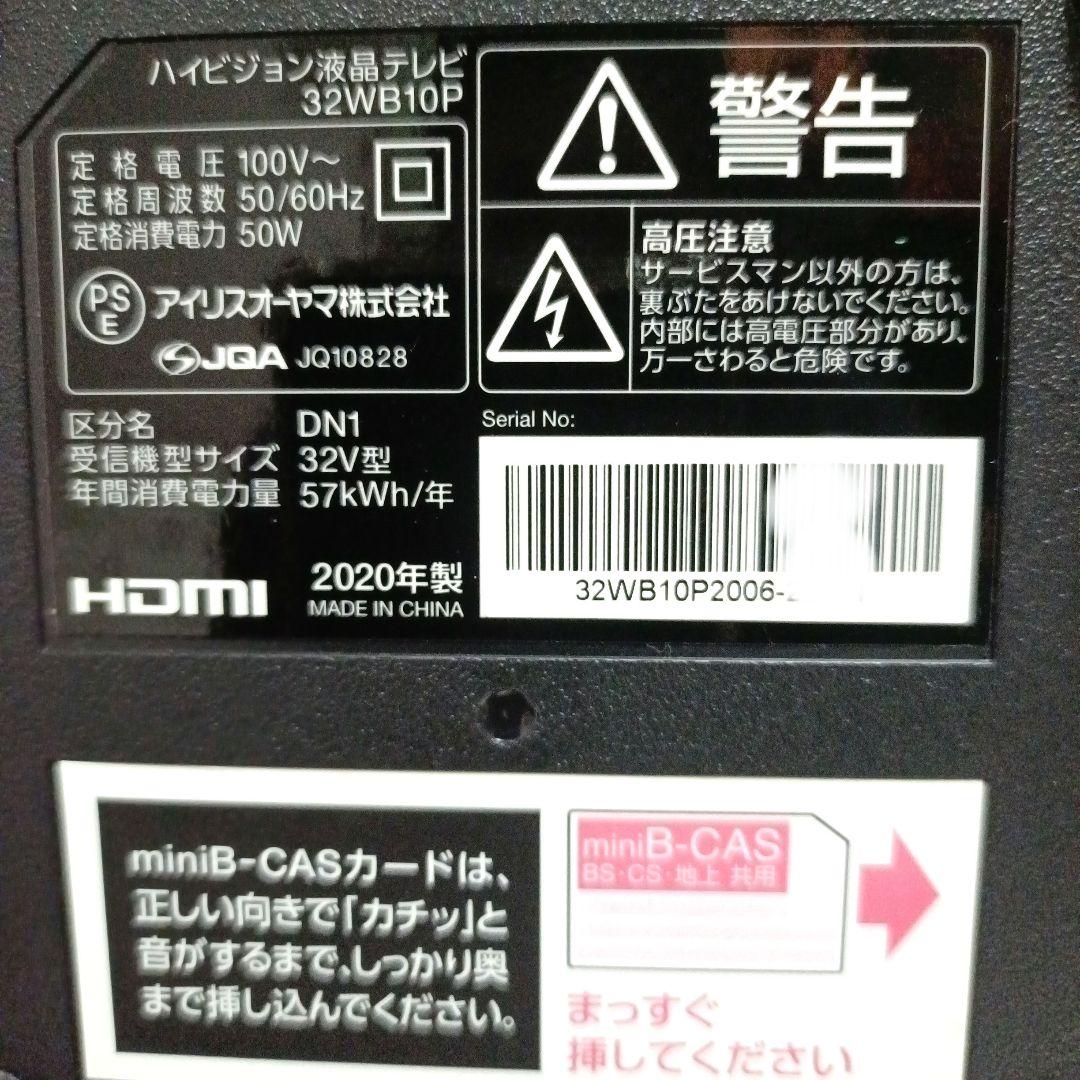 ハイビジョン液晶テレビ
32WB10P
定格電圧 100V～
定格周波数 50/60Hz
定格消費電力 50W
PS
E
アイリスオーヤマ株式会社
JQA JQ10828
警告
高圧注意
サービスマン以外の方は、
裏ぶたをあけないでください。
内部には高電圧部分があり、
万一さわると危険です。
区分名 DN1
受信機型サイズ 32V型
年間消費電力量 57kWh/年
HDMI
2020年製
MADE IN CHINA
Serial No:
32WB10P2006-
miniB-CASカードは、
正しい向きで「カチッ」と
音がするまで、しっかり奥
まで挿し込んでください。
miniB-CAS
BS・CS・地上 共用
まっすぐ
挿してください